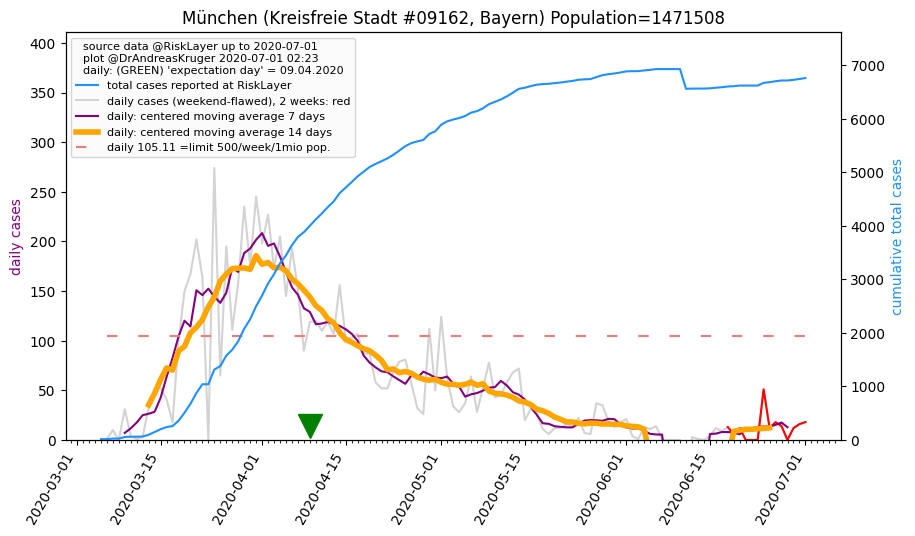 München (Kreisfreie Stadt #09162, Bayern) Population=1471508
source data @RiskLayer up to 2020-07-01
plot @DrAndreasKruger 2020-07-01 02:23
daily: (GREEN) 'expectation day' = 09.04.2020
total cases reported at RiskLayer
daily cases (weekend-flawed), 2 weeks: red
daily: centered moving average 7 days
daily: centered moving average 14 days
daily 105.11 =limit 500/week/1mio pop.
daily cases
400
350
300
250
200
150
100
50
0
7000
6000
5000
4000
3000
2000
1000
0
cumulative total cases
2020-03-01
2020-03-15
2020-04-01
2020-04-15
2020-05-01
2020-05-15
2020-06-01
2020-06-15
2020-07-01